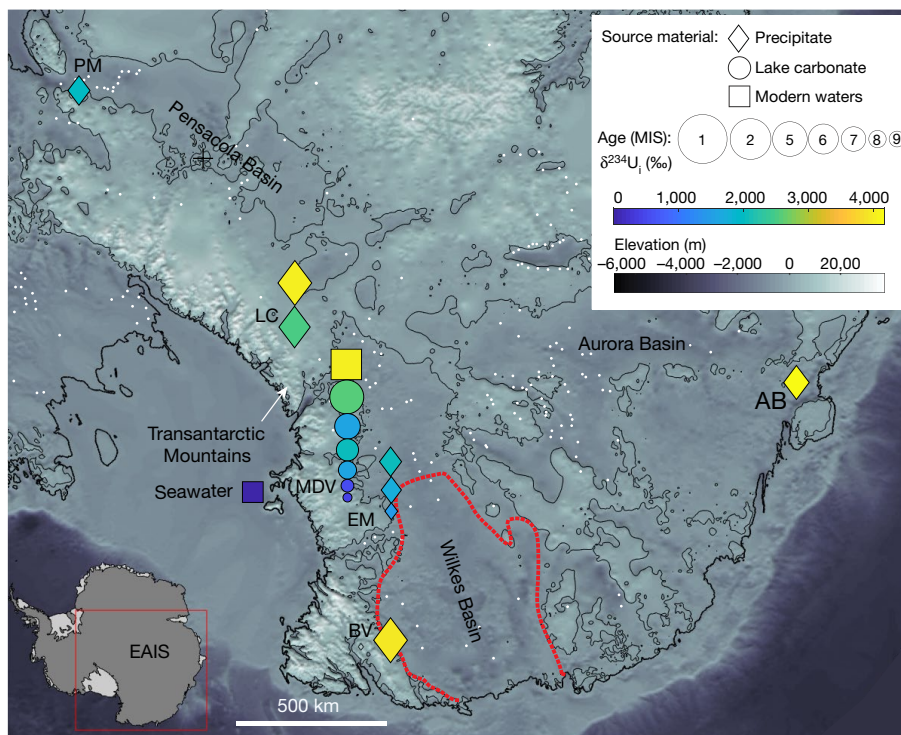 PM
Pensacola Basin
Source material:
Precipitate
Lake carbonate
Modern waters
Age (MIS):
1 2 5 6 7 8 9
δ²³⁴Uᵢ (‰)
0 1,000 2,000 3,000 4,000
Elevation (m)
−6,000 −4,000 −2,000 0 20,00
LC
Aurora Basin
AB
Transantarctic
Mountains
Seawater
MDV
EM
Wilkes Basin
BV
EAIS
500 km